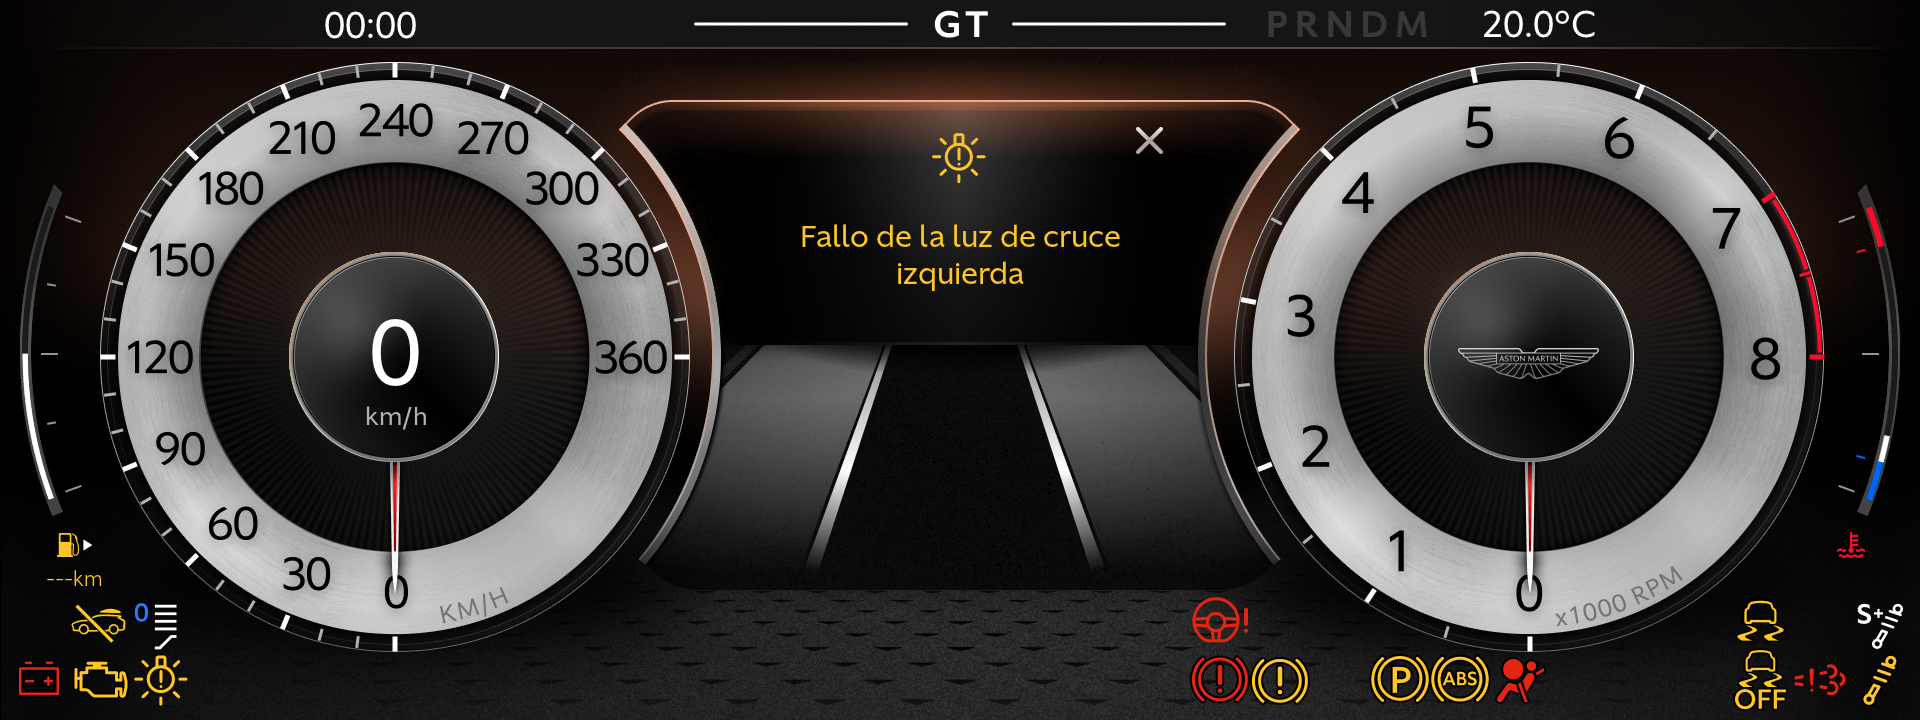 00:00
GT
PRNDM
20.0°C
Fallo de la luz de cruce
izquierda
240
210
270
180
300
150
330
120
360
90
60
30
0
KM/H
0
km/h
5
6
4
7
3
8
2
1
0
x1000 RPM
ASTON MARTIN
---km
0
P
ABS
OFF
S+